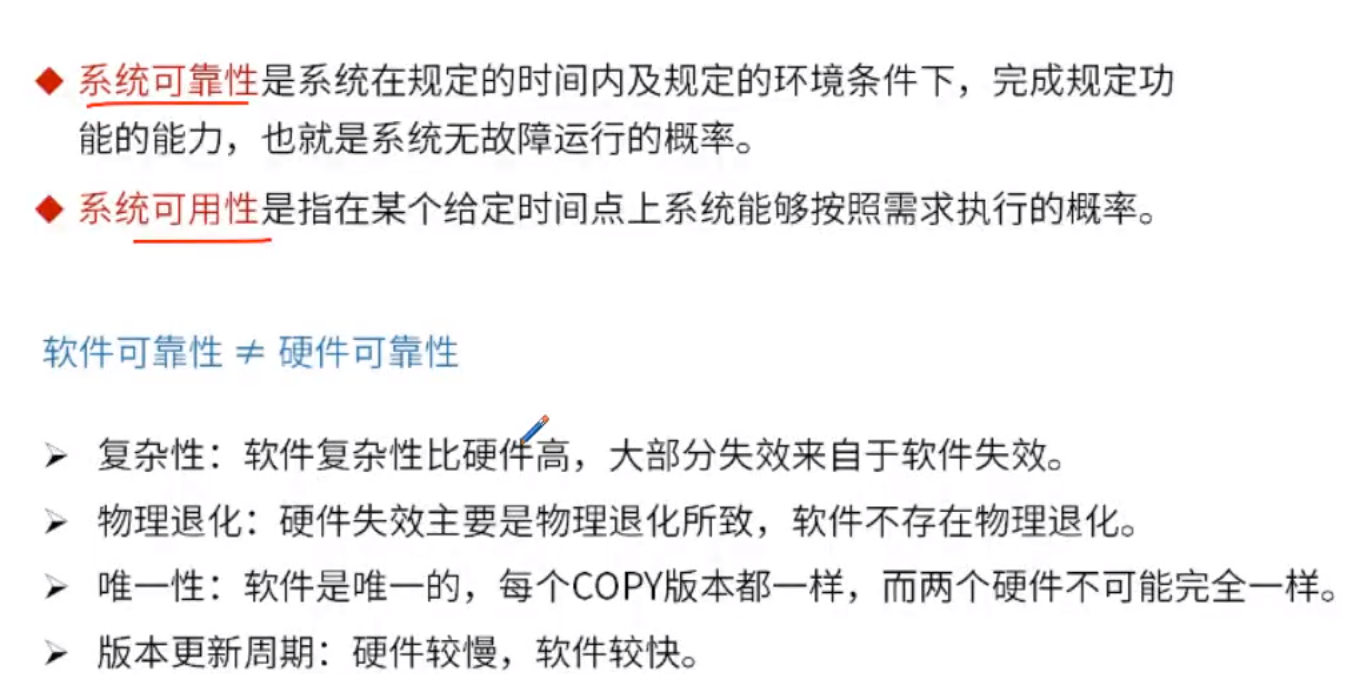 ◆ 系统可靠性是系统在规定的时间内及规定的环境条件下，完成规定功
能的能力，也就是系统无故障运行的概率。
◆ 系统可用性是指在某个给定时间点上系统能够按照需求执行的概率。
软件可靠性 ≠ 硬件可靠性
➢ 复杂性：软件复杂性比硬件高，大部分失效来自于软件失效。
➢ 物理退化：硬件失效主要是物理退化所致，软件不存在物理退化。
➢ 唯一性：软件是唯一的，每个COPY版本都一样，而两个硬件不可能完全一样。
➢ 版本更新周期：硬件较慢，软件较快。